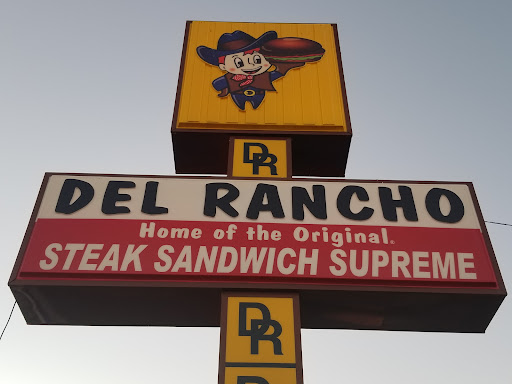 DR
DEL RANCHO
Home of the Original®
STEAK SANDWICH SUPREME
DR